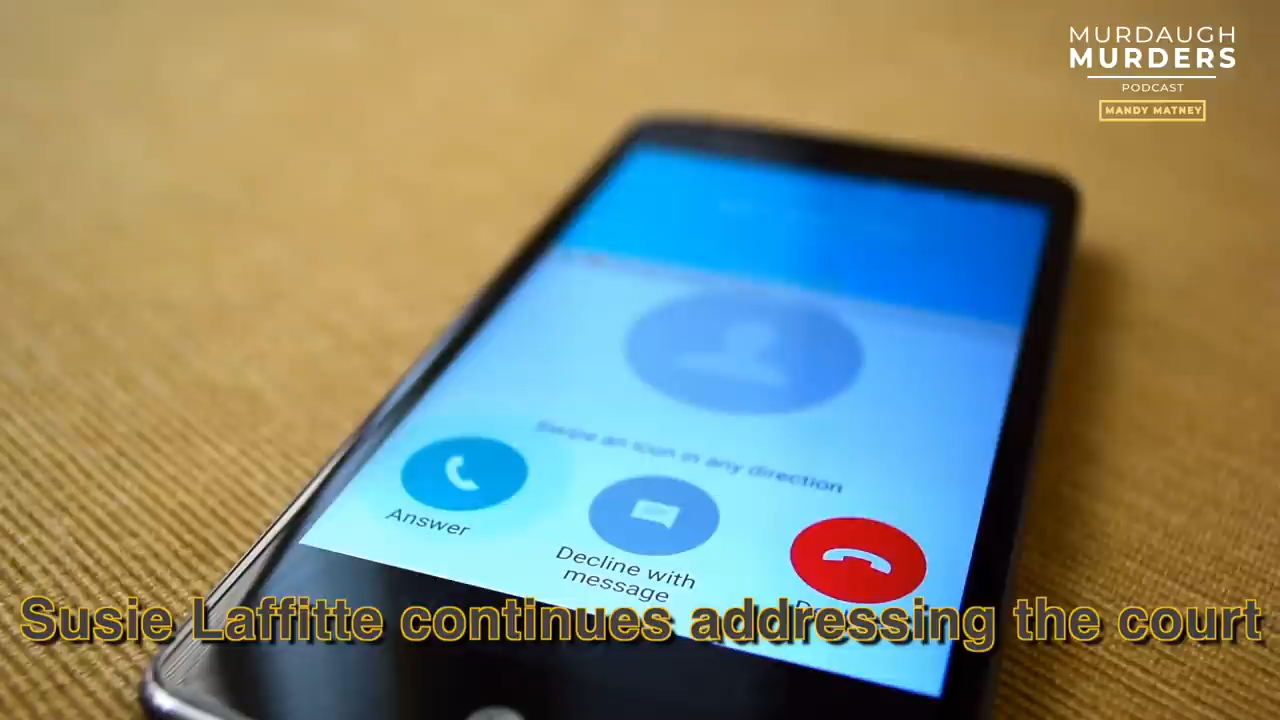 MURDAUGH
MURDERS
PODCAST
MANDY MATNEY
Swipe an icon in any direction
Answer
Decline with
message
Susie Laffitte continues addressing the court